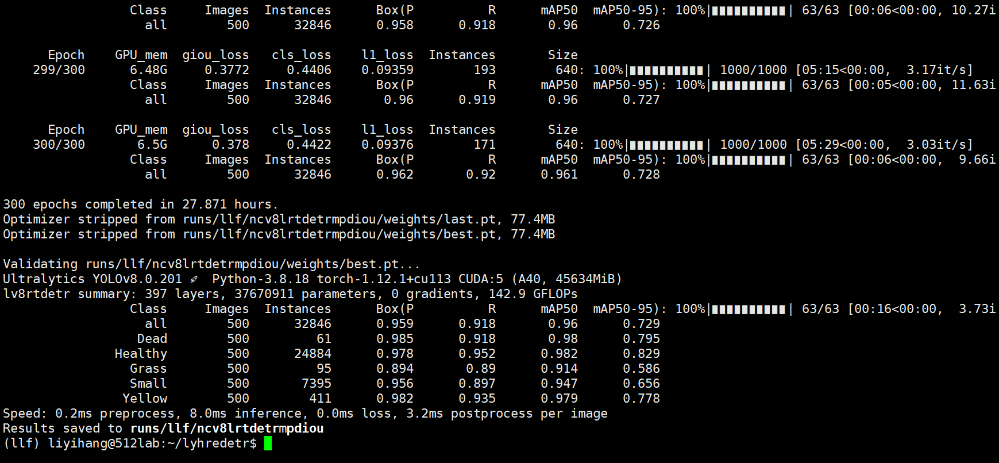 Class Images Instances Box(P R mAP50 mAP50-95): 100%|██████████| 63/63 [00:06<00:00, 10.27i
all 500 32846 0.958 0.918 0.96 0.726
Epoch GPU_mem giou_loss cls_loss l1_loss Instances Size
299/300 6.48G 0.3772 0.4406 0.09359 193 640: 100%|██████████| 1000/1000 [05:15<00:00, 3.17it/s]
Class Images Instances Box(P R mAP50 mAP50-95): 100%|██████████| 63/63 [00:05<00:00, 11.63i
all 500 32846 0.96 0.919 0.96 0.727
Epoch GPU_mem giou_loss cls_loss l1_loss Instances Size
300/300 6.5G 0.378 0.4422 0.09376 171 640: 100%|██████████| 1000/1000 [05:29<00:00, 3.03it/s]
Class Images Instances Box(P R mAP50 mAP50-95): 100%|██████████| 63/63 [00:06<00:00, 9.66i
all 500 32846 0.962 0.92 0.961 0.728
300 epochs completed in 27.871 hours.
Optimizer stripped from runs/llf/ncv8lrtdetrmpdiou/weights/last.pt, 77.4MB
Optimizer stripped from runs/llf/ncv8lrtdetrmpdiou/weights/best.pt, 77.4MB
Validating runs/llf/ncv8lrtdetrmpdiou/weights/best.pt...
Ultralytics YOLOv8.0.201 🚀 Python-3.8.18 torch-1.12.1+cu113 CUDA:5 (A40, 45634MiB)
lv8rtdetr summary: 397 layers, 37670911 parameters, 0 gradients, 142.9 GFLOPs
Class Images Instances Box(P R mAP50 mAP50-95): 100%|██████████| 63/63 [00:16<00:00, 3.73i
all 500 32846 0.959 0.918 0.96 0.729
Dead 500 61 0.985 0.918 0.98 0.795
Healthy 500 24884 0.978 0.952 0.982 0.829
Grass 500 95 0.894 0.89 0.914 0.586
Small 500 7395 0.956 0.897 0.947 0.656
Yellow 500 411 0.982 0.935 0.979 0.778
Speed: 0.2ms preprocess, 8.0ms inference, 0.0ms loss, 3.2ms postprocess per image
Results saved to runs/llf/ncv8lrtdetrmpdiou
(llf) liyihang@512lab:~/lyhredetr$